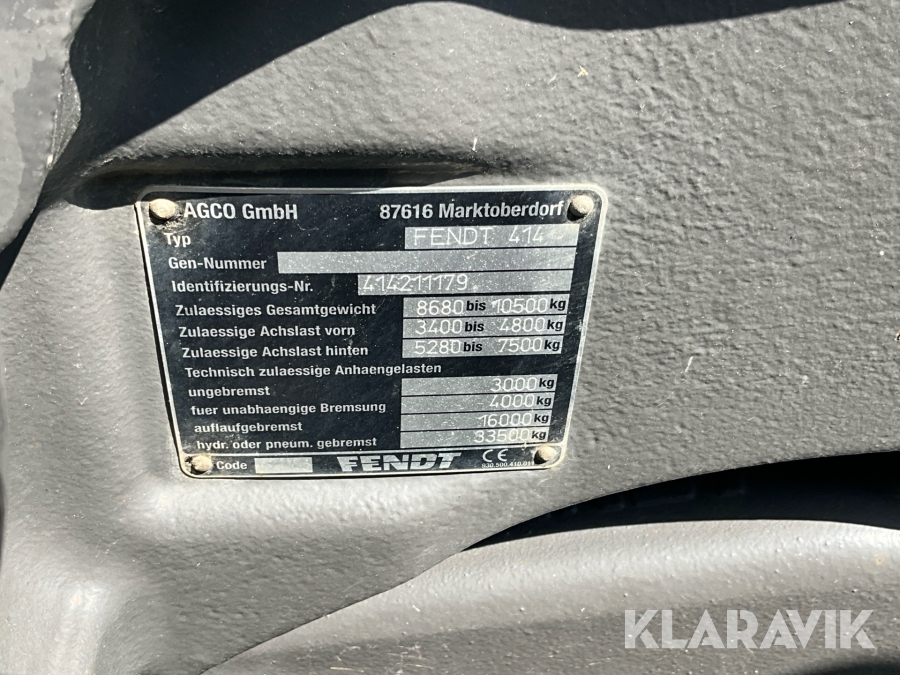 AGCO GmbH 87616 Marktoberdorf
Typ FENDT 414
Gen-Nummer
Identifizierungs-Nr. 414211179
Zulaessiges Gesamtgewicht 8680 bis 10500 kg
Zulaessige Achslast vorn 3400 bis 4800 kg
Zulaessige Achslast hinten 5280 bis 7500 kg
Technisch zulaessige Anhaengelasten
ungebremst 3000 kg
fuer unabhaengige Bremsung 4000 kg
auflaufgebremst 16000 kg
hydr. oder pneum. gebremst 33500 kg
Code FENDT CE
KLARAVIK